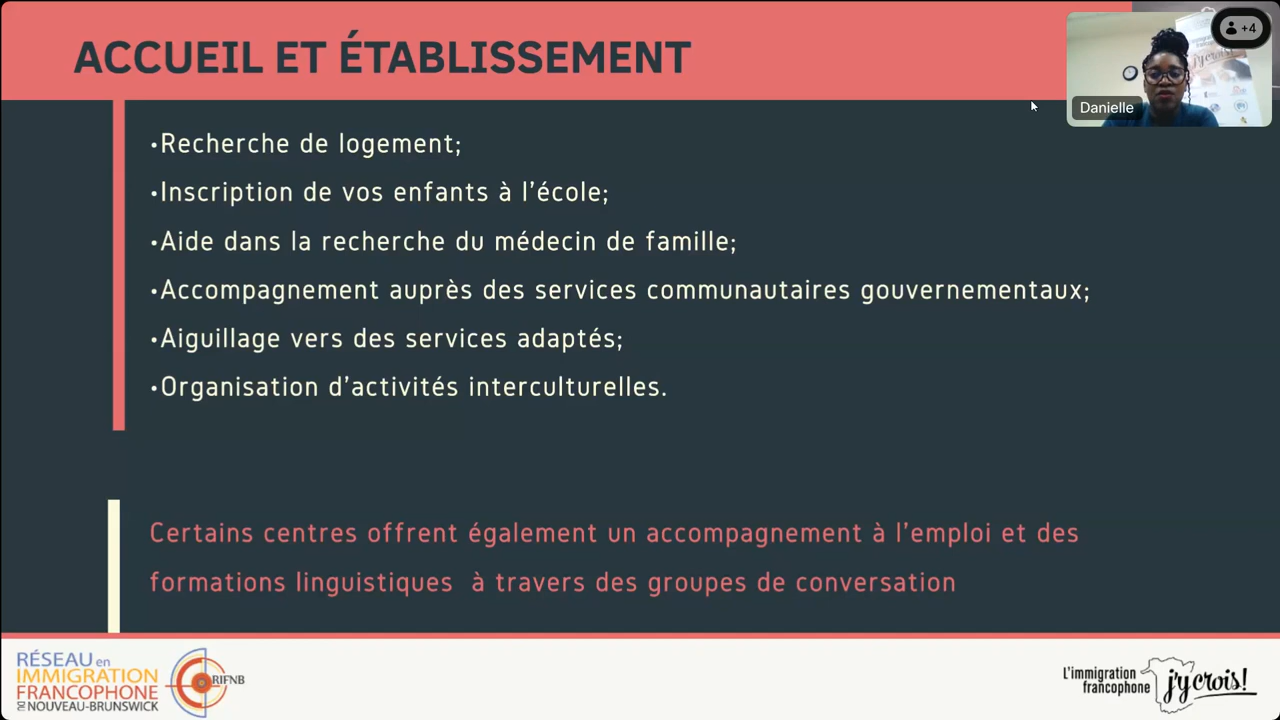 ACCUEIL ET ÉTABLISSEMENT
+4
Danielle
•Recherche de logement;
•Inscription de vos enfants à l'école;
•Aide dans la recherche du médecin de famille;
•Accompagnement auprès des services communautaires gouvernementaux;
•Aiguillage vers des services adaptés;
•Organisation d'activités interculturelles.
Certains centres offrent également un accompagnement à l'emploi et des
formations linguistiques à travers des groupes de conversation
RÉSEAU en
IMMIGRATION
FRANCOPHONE
DU NOUVEAU-BRUNSWICK
RIFNB
L'immigration
francophone
j'y crois!